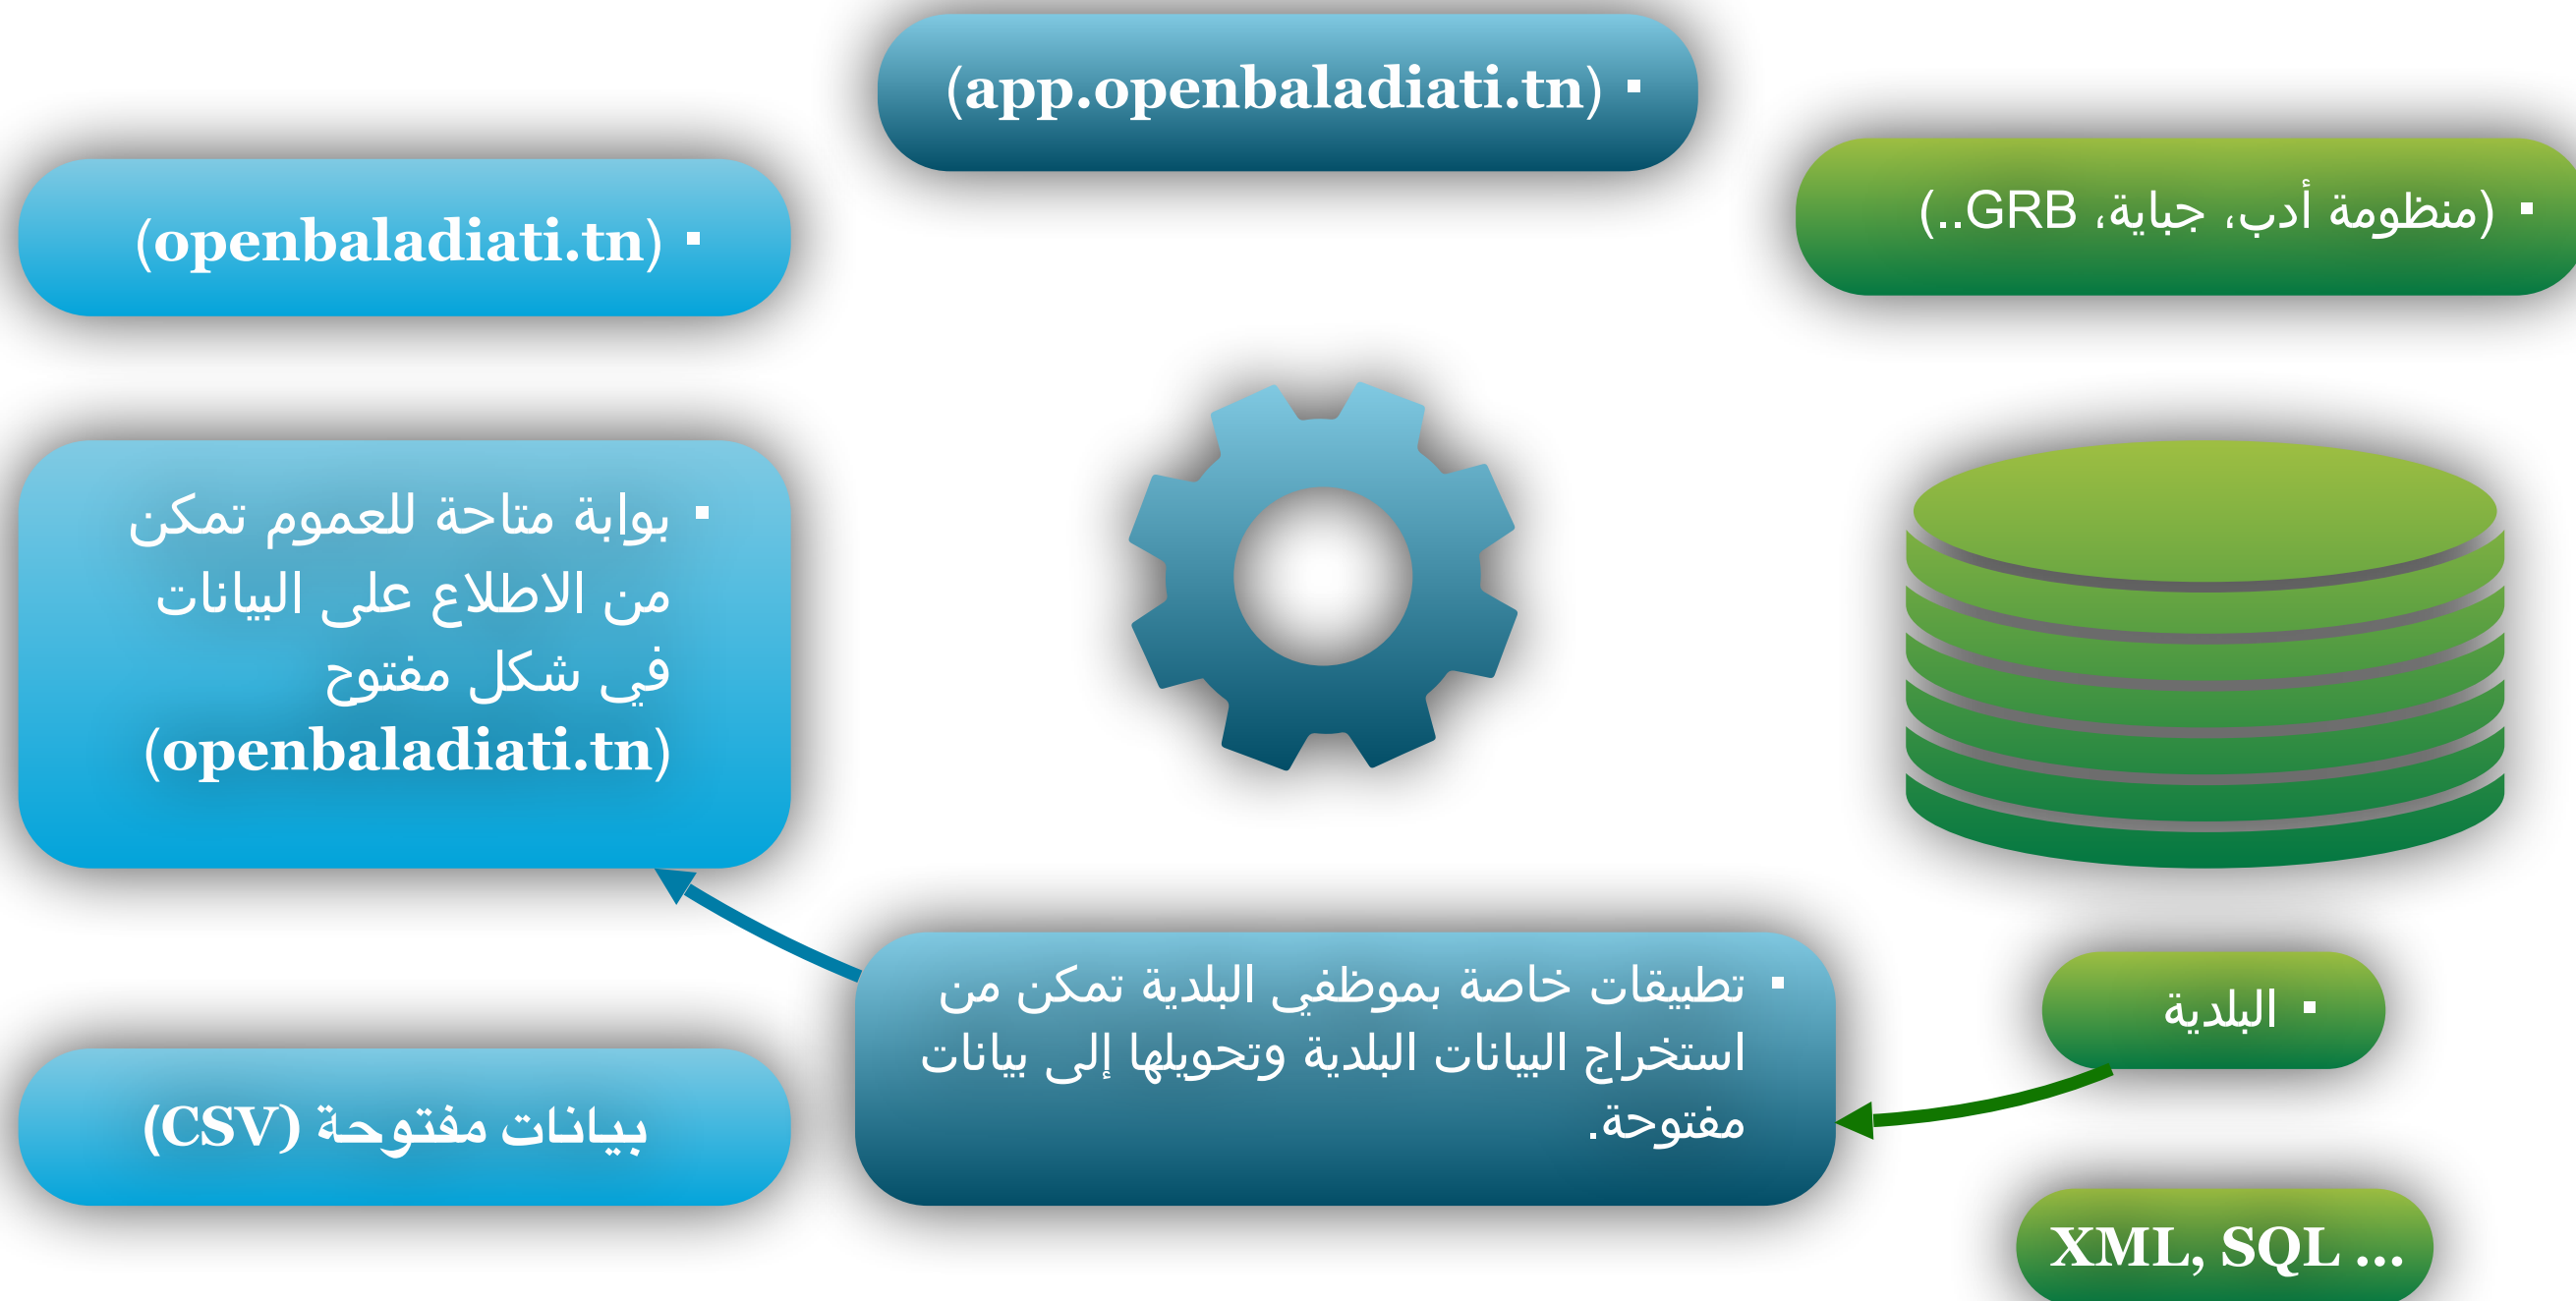 ▪ (app.openbaladiati.tn)
▪ (منظومة أدب، جباية، GRB..)
▪ (openbaladiati.tn)
▪ بوابة متاحة للعموم تمكن
من الاطلاع على البيانات
في شكل مفتوح
(openbaladiati.tn)
▪ البلدية
▪ تطبيقات خاصة بموظفي البلدية تمكن من
استخراج البيانات البلدية وتحويلها إلى بيانات
مفتوحة.
بيانات مفتوحة (CSV)
XML, SQL ...